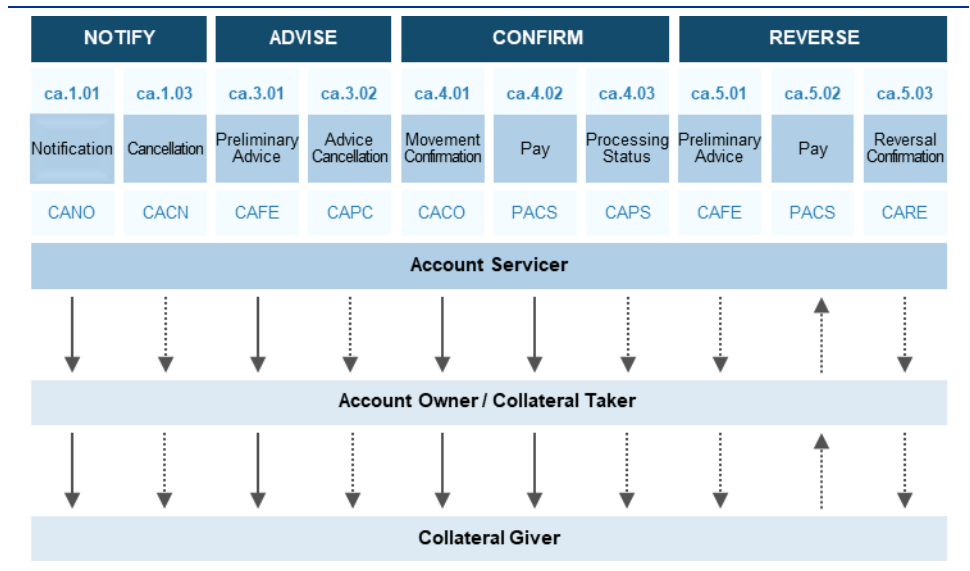 NOTIFY ADVISE CONFIRM REVERSE
ca.1.01 ca.1.03 ca.3.01 ca.3.02 ca.4.01 ca.4.02 ca.4.03 ca.5.01 ca.5.02 ca.5.03
Notification Cancellation Preliminary Advice Advice Cancellation Movement Confirmation Pay Processing Status Preliminary Advice Pay Reversal Confirmation
CANO CACN CAFE CAPC CACO PACS CAPS CAFE PACS CARE
Account Servicer
Account Owner / Collateral Taker
Collateral Giver